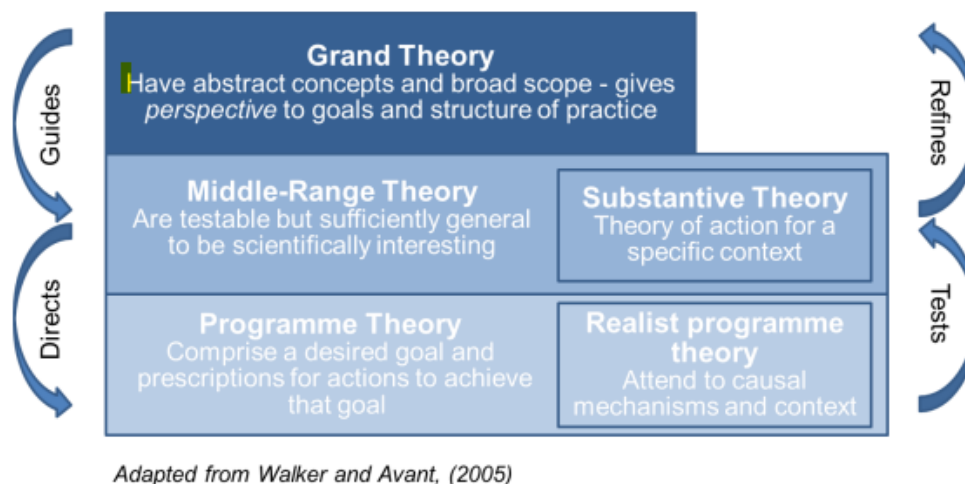 Grand Theory
Have abstract concepts and broad scope - gives
perspective to goals and structure of practice
Guides
Refines
Middle-Range Theory
Are testable but sufficiently general
to be scientifically interesting
Substantive Theory
Theory of action for a
specific context
Directs
Tests
Programme Theory
Comprise a desired goal and
prescriptions for actions to achieve
that goal
Realist programme
theory
Attend to causal
mechanisms and context
Adapted from Walker and Avant, (2005)